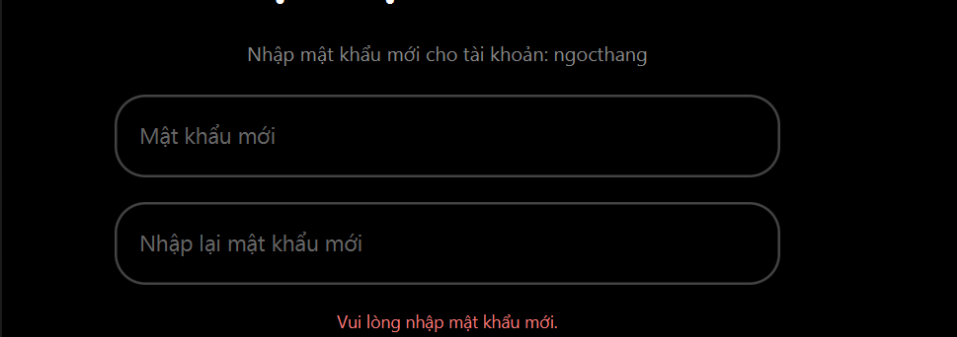 Nhập mật khẩu mới cho tài khoản: ngocthang
Mật khẩu mới
Nhập lại mật khẩu mới
Vui lòng nhập mật khẩu mới.